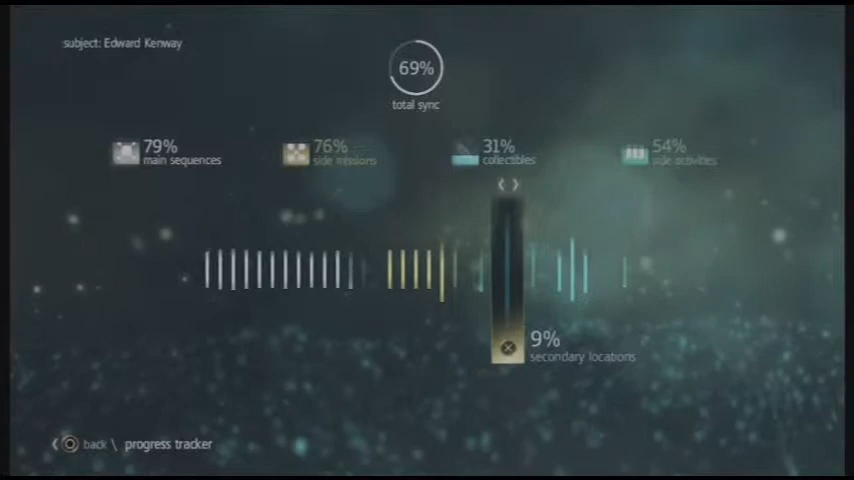 subject: Edward Kenway
69%
total sync
79%
main sequences
76%
side missions
31%
collectibles
54%
side activities
9%
secondary locations
back \ progress tracker